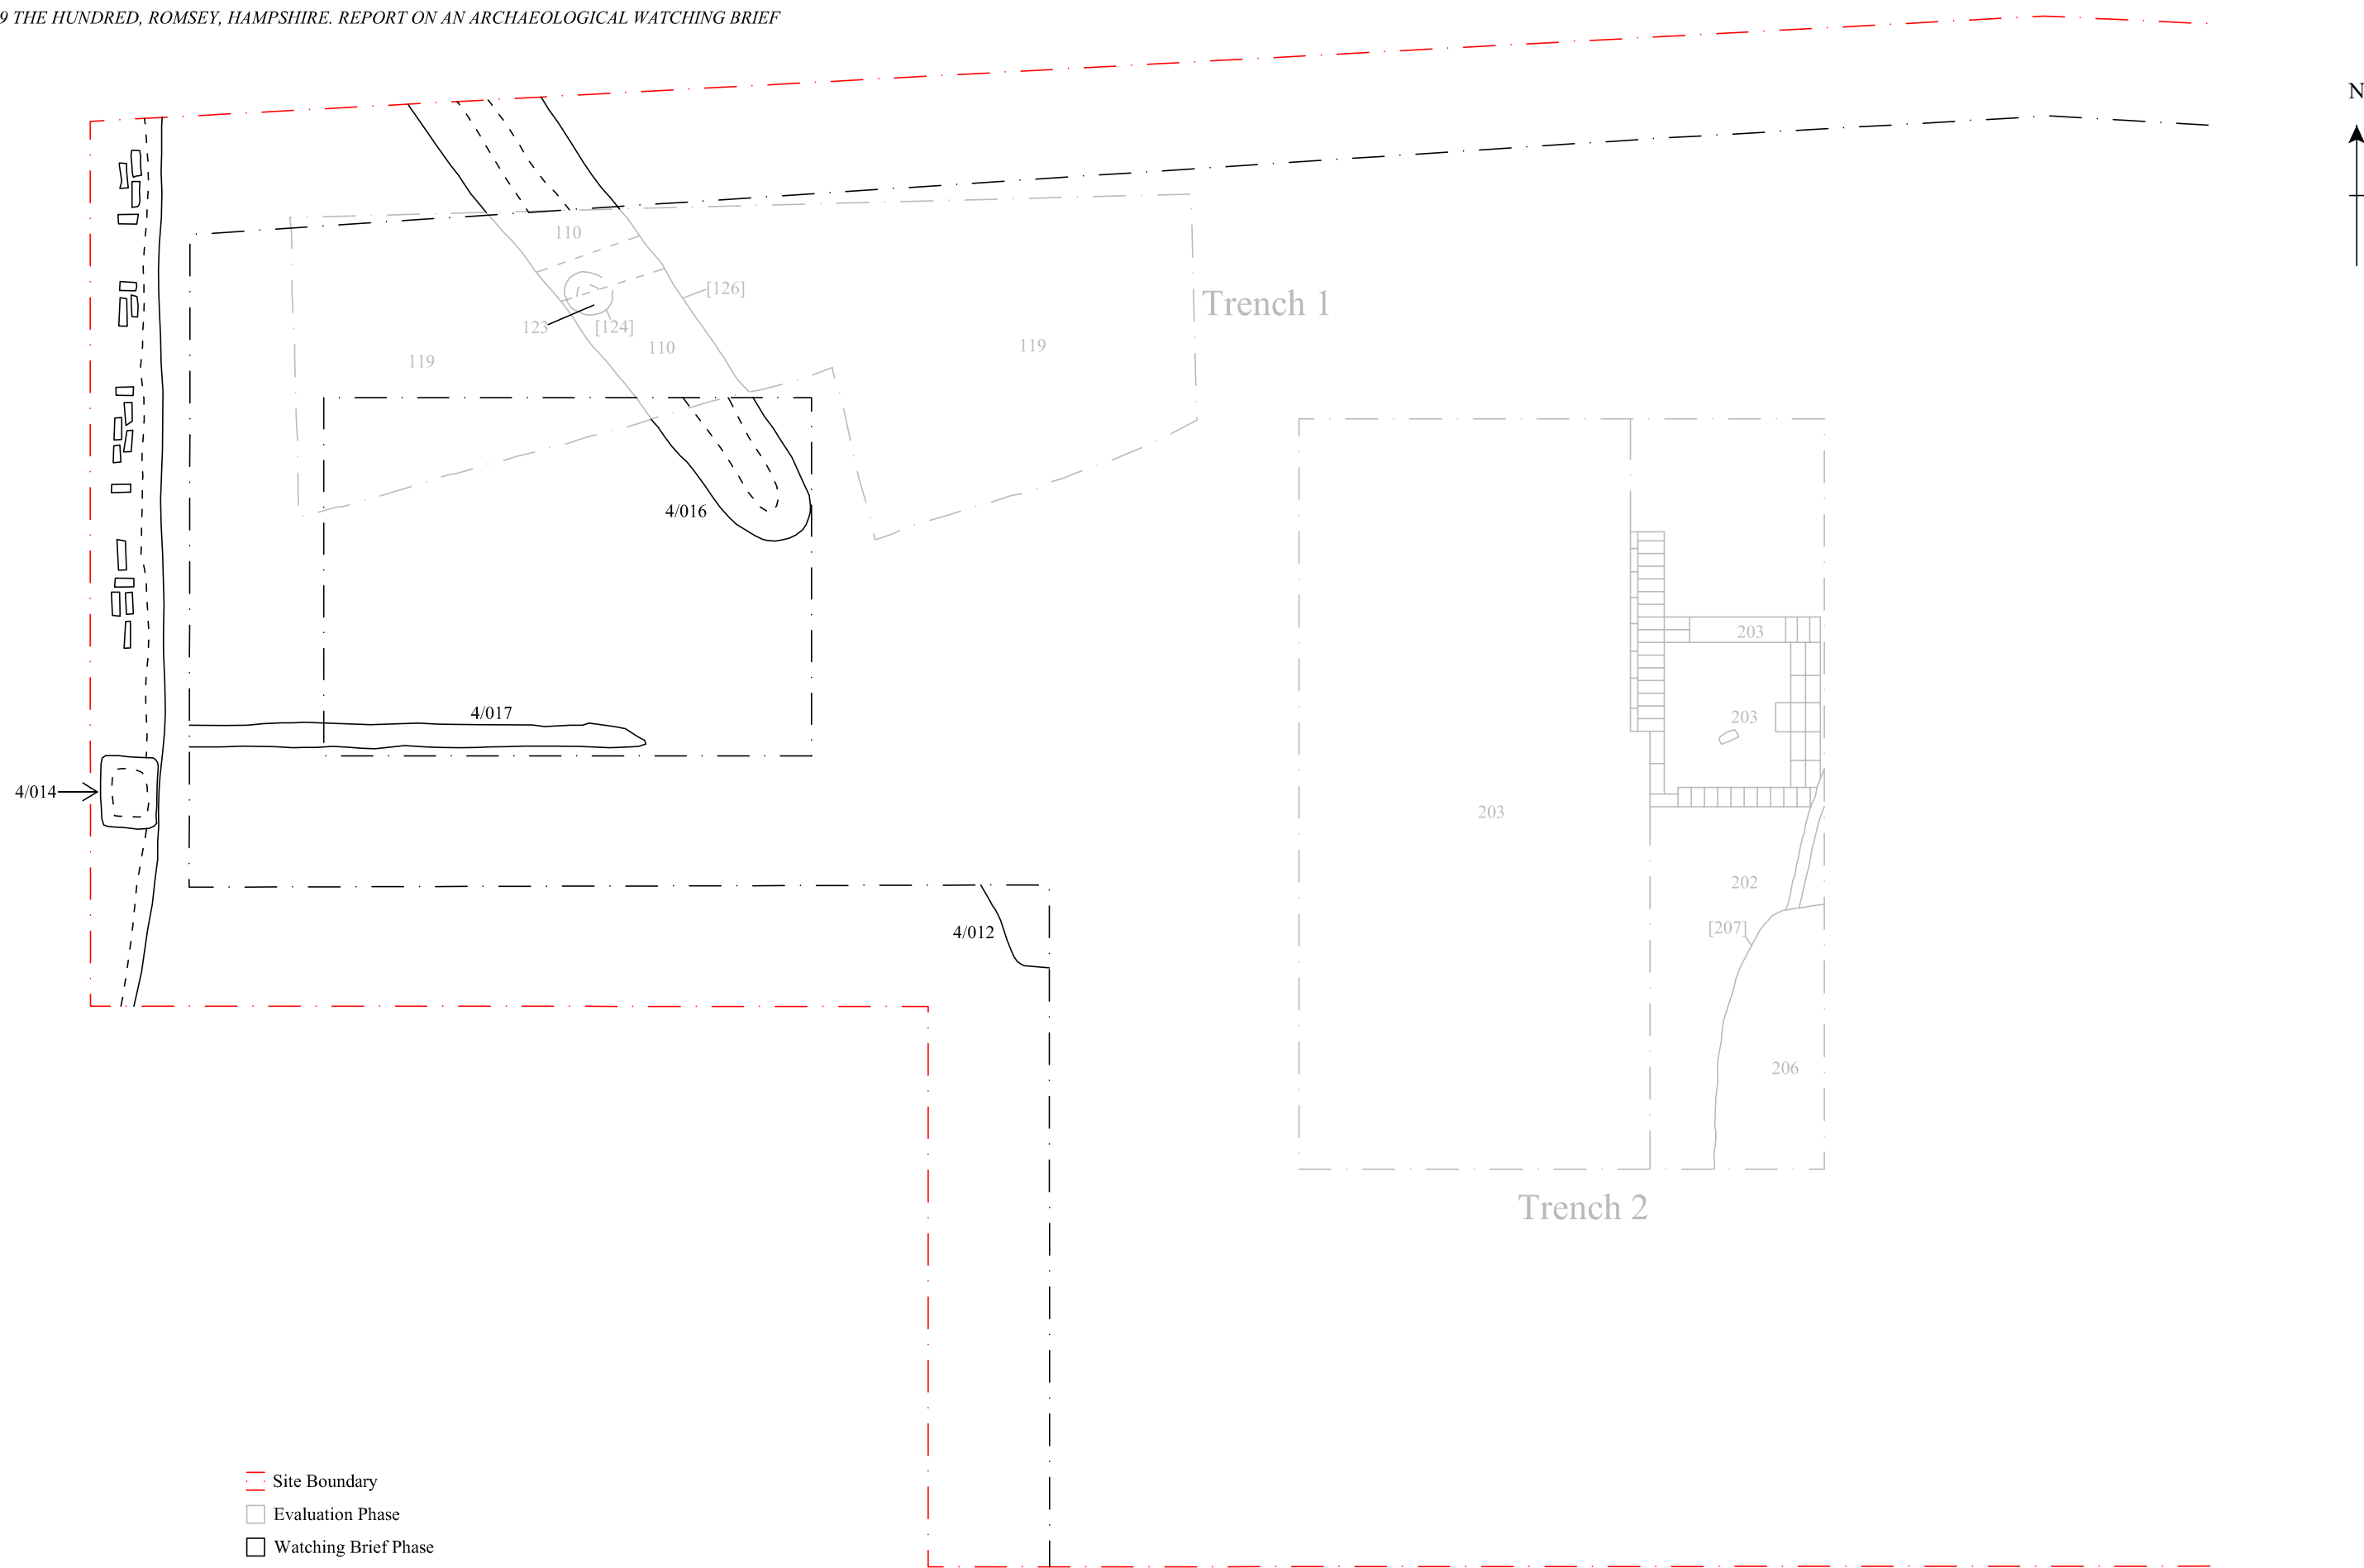 9 THE HUNDRED, ROMSEY, HAMPSHIRE. REPORT ON AN ARCHAEOLOGICAL WATCHING BRIEF
N
110
[126]
Trench 1
123
[124]
110
119
119
4/016
203
4/017
203
4/014
203
202
4/012
[207]
206
Trench 2
Site Boundary
Evaluation Phase
Watching Brief Phase